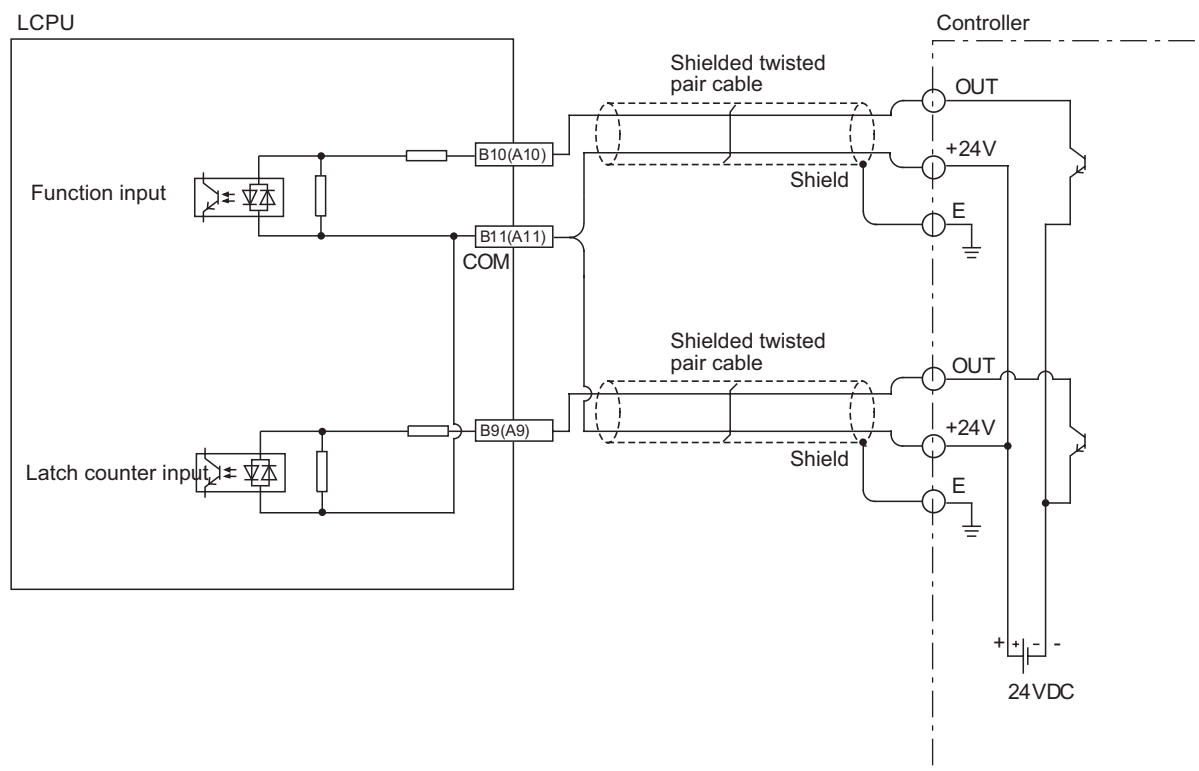 LCPU
Controller
Shielded twisted
pair cable
OUT
B10(A10)
+24V
Function input
Shield
E
B11(A11)
COM
Shielded twisted
pair cable
OUT
B9(A9)
+24V
Latch counter input
Shield
E
+ + - -
24VDC